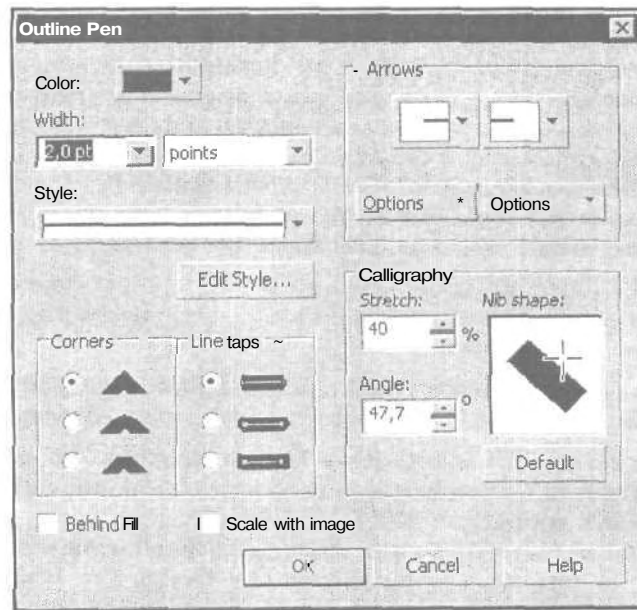 Outline Pen
Color:
Arrows
Width:
2,0 pt
points
Style:
Options
Options
Edit Style...
Calligraphy
Stretch:
Nib shape:
40
%
Corners
Line taps ~
Angle:
47,7
°
Default
Behind Fill
Scale with image
OK
Cancel
Help